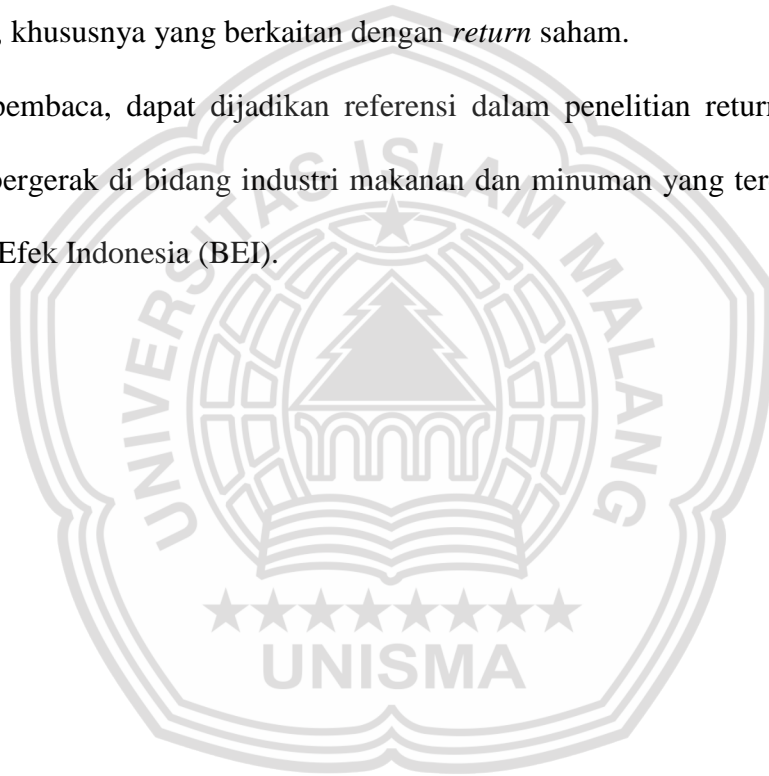 , khususnya yang berkaitan dengan return saham.
pembaca, dapat dijadikan referensi dalam penelitian return
bergerak di bidang industri makanan dan minuman yang ter
Efek Indonesia (BEI).
UNIVERSITAS ISLAM MALANG
UNISMA